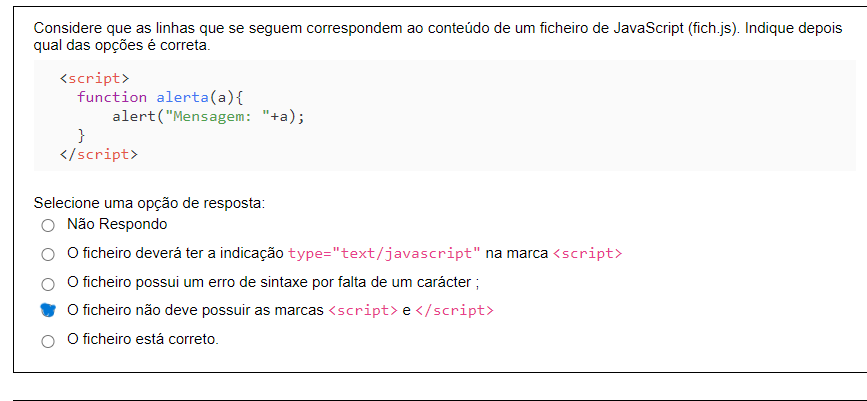 Considere que as linhas que se seguem correspondem ao conteúdo de um ficheiro de JavaScript (fich.js). Indique depois
qual das opções é correta.
<script>
function alerta(a){
alert("Mensagem: "+a);
}
</script>
Selecione uma opção de resposta:
Não Respondo
O ficheiro deverá ter a indicação type="text/javascript" na marca <script>
O ficheiro possui um erro de sintaxe por falta de um carácter ;
O ficheiro não deve possuir as marcas <script> e </script>
O ficheiro está correto.